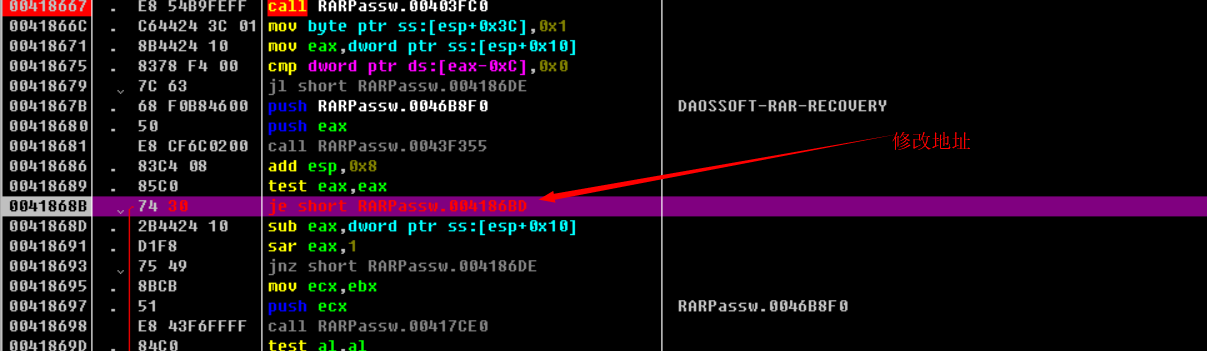 00418667 . E8 54B9FEFF call RARPassw.00403FC0
0041866C . C64424 3C 01 mov byte ptr ss:[esp+0x3C],0x1
00418671 . 8B4424 10 mov eax,dword ptr ss:[esp+0x10]
00418675 . 8378 F4 00 cmp dword ptr ds:[eax-0xC],0x0
00418679 . 7C 63 jl short RARPassw.004186DE
0041867B . 68 F0B84600 push RARPassw.0046B8F0 DAOSSOFT-RAR-RECOVERY
00418680 . 50 push eax
00418681 . E8 CF6C0200 call RARPassw.0043F355
00418686 . 83C4 08 add esp,0x8
00418689 . 85C0 test eax,eax
0041868B . 74 30 je short RARPassw.004186BD
0041868D . 2B4424 10 sub eax,dword ptr ss:[esp+0x10]
00418691 . D1F8 sar eax,1
00418693 . 75 49 jnz short RARPassw.004186DE
00418695 . 8BCB mov ecx,ebx
00418697 . 51 push ecx RARPassw.0046B8F0
00418698 . E8 43F6FFFF call RARPassw.00417CE0
0041869D . 84C0 test al,al
修改地址